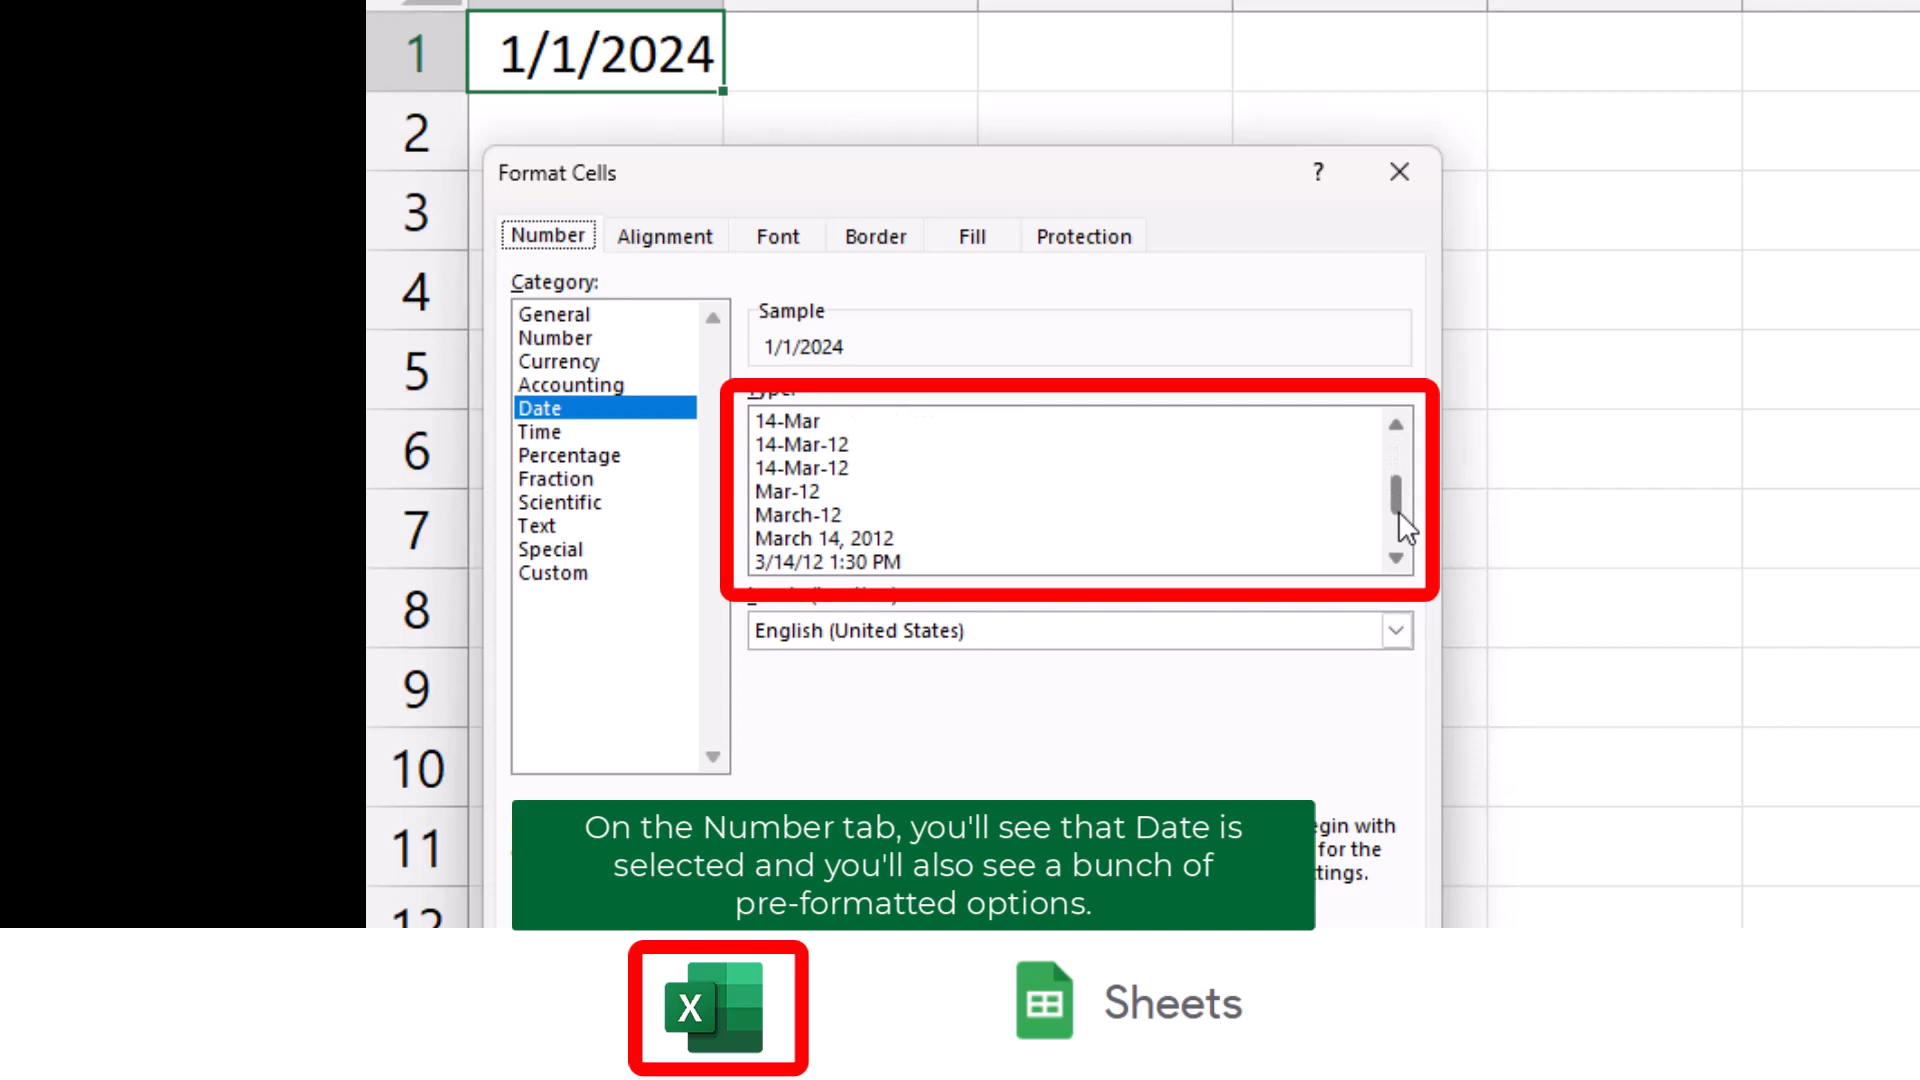 1
1/1/2024
2
Format Cells
?
3
Number
Alignment
Font
Border
Fill
Protection
Category:
4
General
Number
Currency
Accounting
Date
Time
Percentage
Fraction
Scientific
Text
Special
Custom
Sample
1/1/2024
Type:
14-Mar
14-Mar-12
14-Mar-12
Mar-12
March-12
March 14, 2012
3/14/12 1:30 PM
English (United States)
5
6
7
8
9
10
11
12
On the Number tab, you'll see that Date is
selected and you'll also see a bunch of
pre-formatted options.
with
for the
X
Sheets